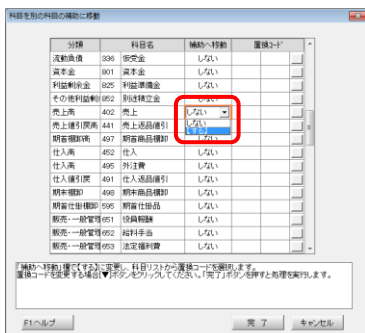 科目を別の科目の補助に移動
分類 科目名 補助へ移動 置換コード
流動負債 336 仮受金 しない
資本金 801 資本金 しない
利益剰余金 825 利益準備金 しない
その他利益剰 852 別途積立金 しない
売上高 402 売上 しない
しない
【する】
売上値引戻高 441 売上返品値引
期首棚卸高 497 期首商品棚卸 しない
仕入高 452 仕入 しない
仕入高 495 外注費 しない
仕入値引戻 491 仕入返品値引 しない
期末棚卸 498 期末商品棚卸 しない
期首仕掛棚卸 595 期首仕掛品 しない
販売・一般管理 651 役員報酬 しない
販売・一般管理 652 給料手当 しない
販売・一般管理 653 法定福利費 しない
「補助へ移動」欄で【する】に変更し、科目リストから置換コードを選択します。
置換コードを変更する場合【▼】ボタンをクリックしてください。「完了」ボタンを押すと処理を実行します。
F1:ヘルプ 完 了 キャンセル